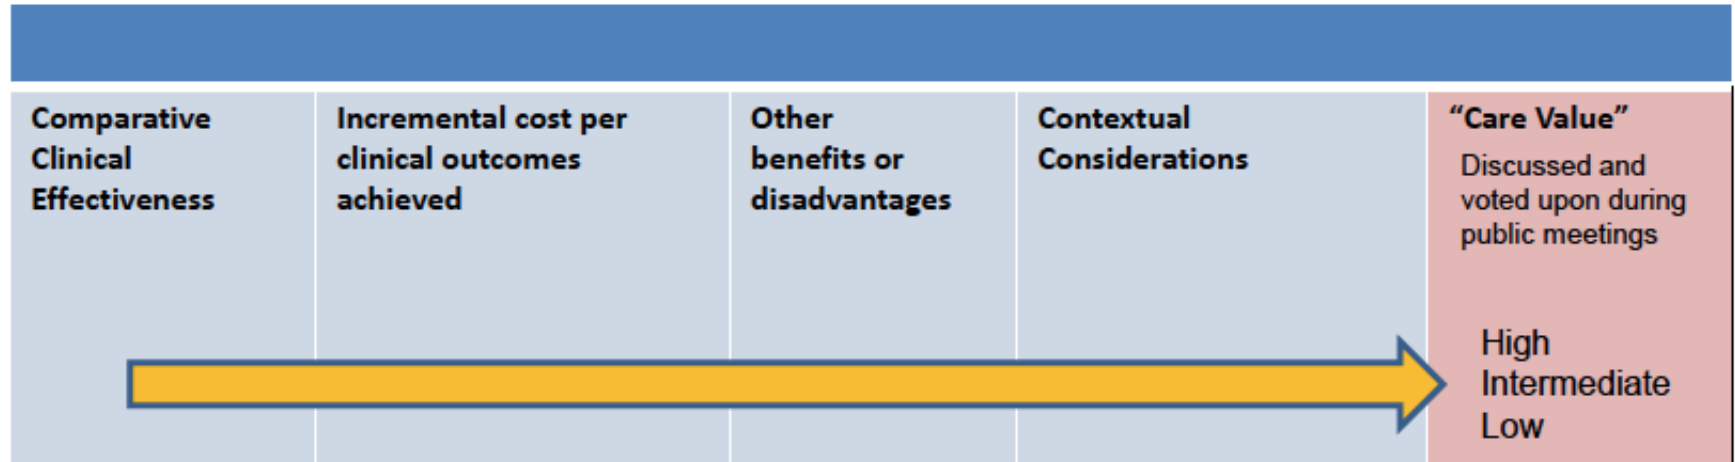 Comparative
Clinical
Effectiveness
Incremental cost per
clinical outcomes
achieved
Other
benefits or
disadvantages
Contextual
Considerations
“Care Value”
Discussed and
voted upon during
public meetings
High
Intermediate
Low